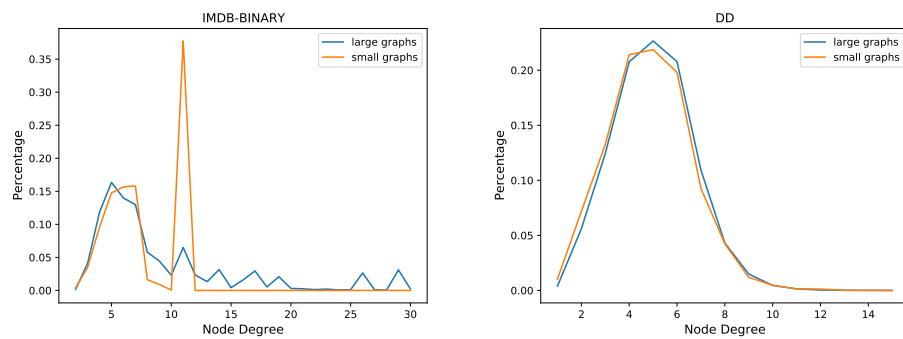 IMDB-BINARY
large graphs
small graphs
Percentage
0.35
0.30
0.25
0.20
0.15
0.10
0.05
0.00
5 10 15 20 25 30
Node Degree
DD
large graphs
small graphs
Percentage
0.20
0.15
0.10
0.05
0.00
2 4 6 8 10 12 14
Node Degree